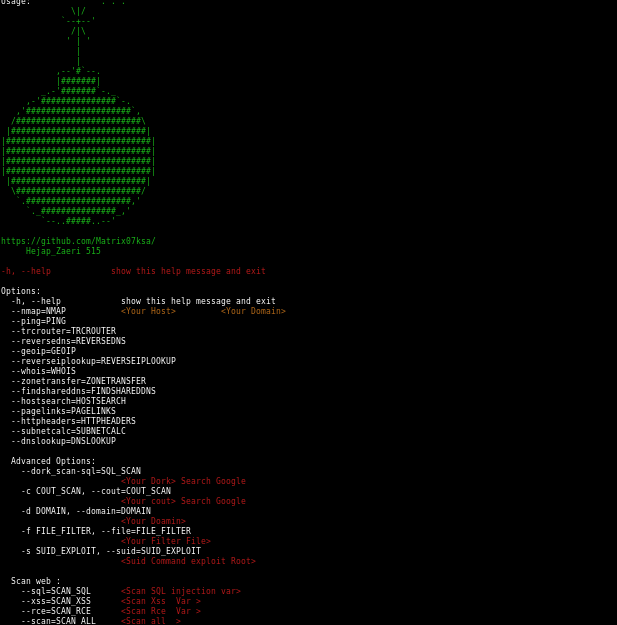 Usage:
https://github.com/Matrix07ksa/
Hejap_Zaeri 515
-h, --help show this help message and exit
Options:
-h, --help show this help message and exit
--nmap=NMAP <Your Host> <Your Domain>
--ping=PING
--trcrouter=TRCROUTER
--reversedns=REVERSEDNS
--geoip=GEOIP
--reverseiplookup=REVERSEIPLOOKUP
--whois=WHOIS
--zonetransfer=ZONETRANSFER
--findshareddns=FINDSHAREDDNS
--hostsearch=HOSTSEARCH
--pagelinks=PAGELINKS
--httpheaders=HTTPHEADERS
--subnetcalc=SUBNETCALC
--dnslookup=DNSLOOKUP
Advanced Options:
--dork_scan-sql=SQL_SCAN
<Your Dork> Search Google
-c COUT_SCAN, --cout=COUT_SCAN
<Your cout> Search Google
-d DOMAIN, --domain=DOMAIN
<Your Doamin>
-f FILE_FILTER, --file=FILE_FILTER
<Your Filter File>
-s SUID_EXPLOIT, --suid=SUID_EXPLOIT
<Suid Command exploit Root>
Scan web :
--sql=SCAN_SQL <Scan SQL injection var>
--xss=SCAN_XSS <Scan Xss Var >
--rce=SCAN_RCE <Scan Rce Var >
--scan=SCAN_ALL <Scan all >